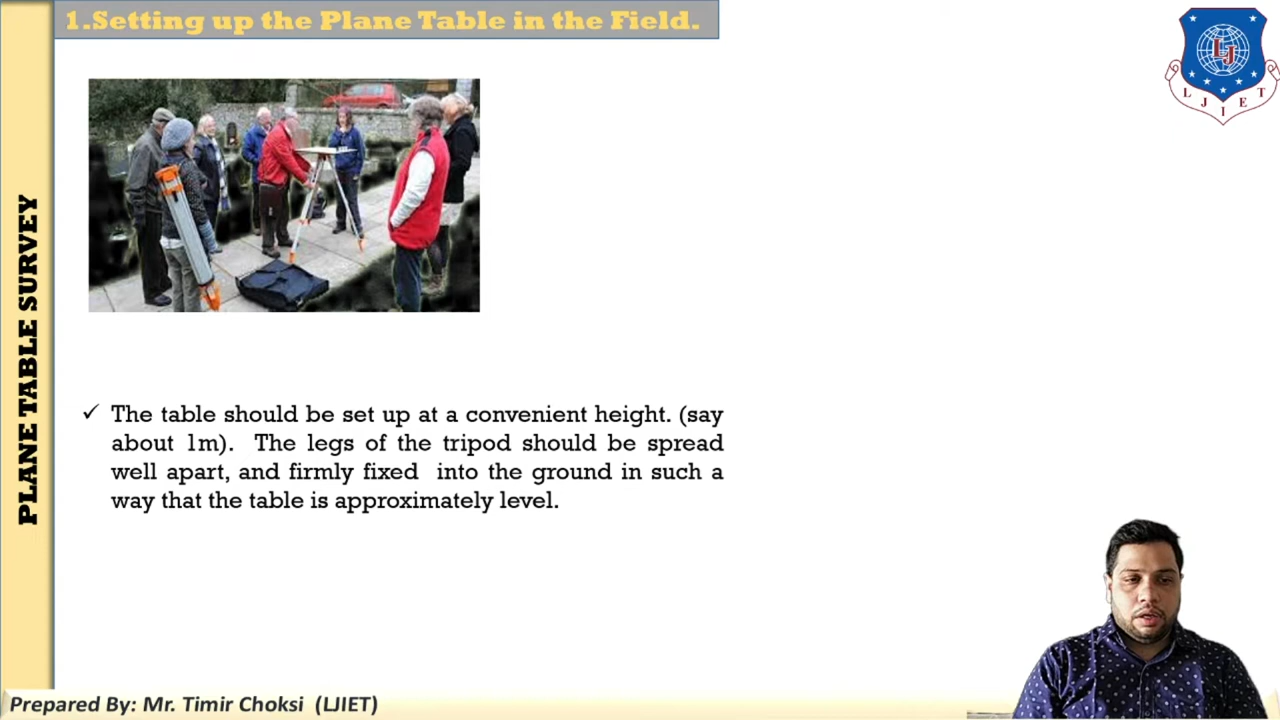 1.Setting up the Plane Table in the Field.
LJ
LJIET
PLANE TABLE SURVEY
✓ The table should be set up at a convenient height. (say
about 1m). The legs of the tripod should be spread
well apart, and firmly fixed into the ground in such a
way that the table is approximately level.
Prepared By: Mr. Timir Choksi (LJIET)